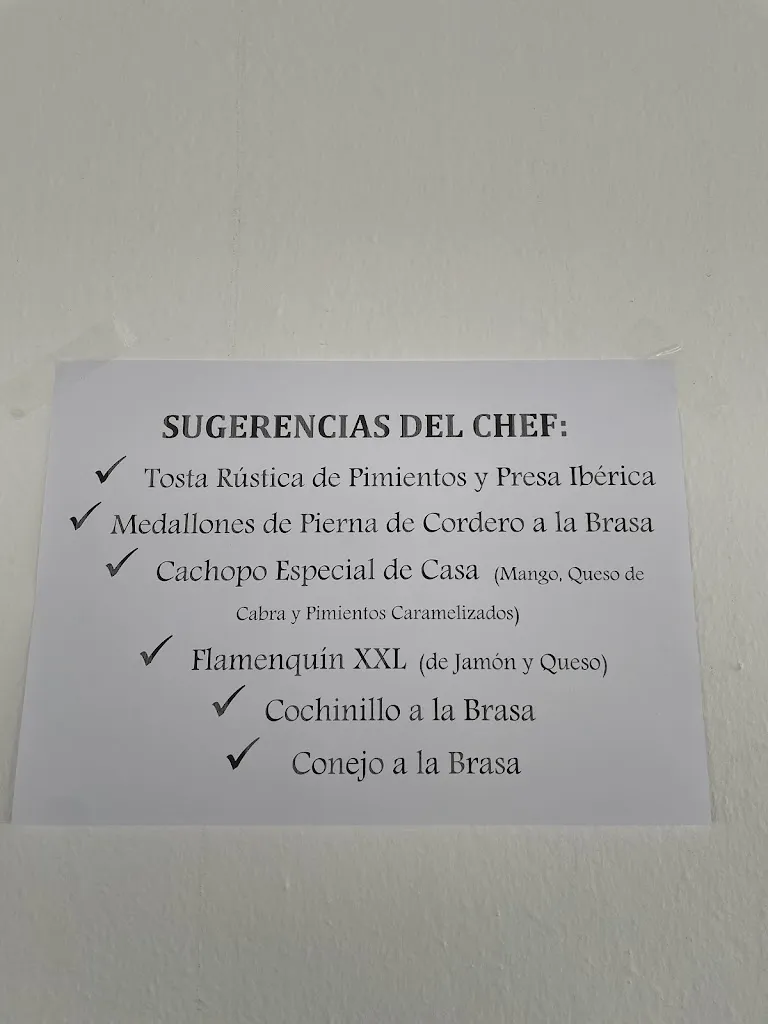 SUGERENCIAS DEL CHEF:
✓ Tosta Rústica de Pimientos y Presa Ibérica
✓ Medallones de Pierna de Cordero a la Brasa
✓ Cachopo Especial de Casa (Mango, Queso de
Cabra y Pimientos Caramelizados)
✓ Flamenquín XXL (de Jamón y Queso)
✓ Cochinillo a la Brasa
✓ Conejo a la Brasa